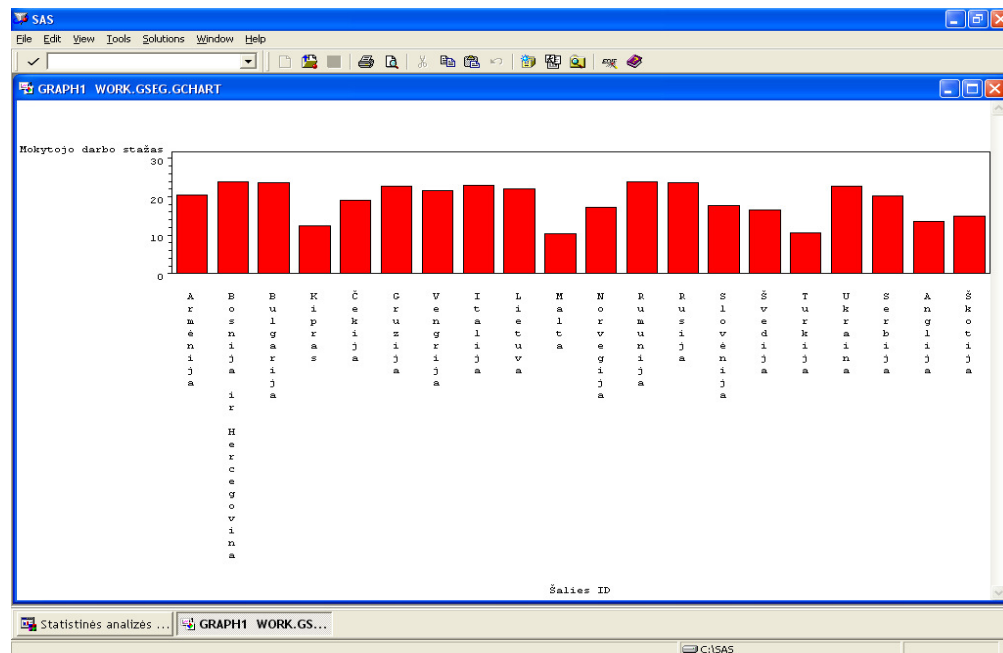 SAS
File Edit View Tools Solutions Window Help
GRAPH1 WORK.GSEG.GCHART
Mokytojo darbo stažas
30
20
10
0
Armėnija
Bosnija ir Hercegovina
Bulgarija
Kipras
Čekija
Gruzija
Vengrija
Italija
Lietuva
Malta
Norvegija
Rumunija
Rusija
Slovėnija
Švedija
Turkija
Ukraina
Serbija
Anglija
Škotija
Šalies ID
Statistinės analizės ...
GRAPH1 WORK.GS...
C:\SAS